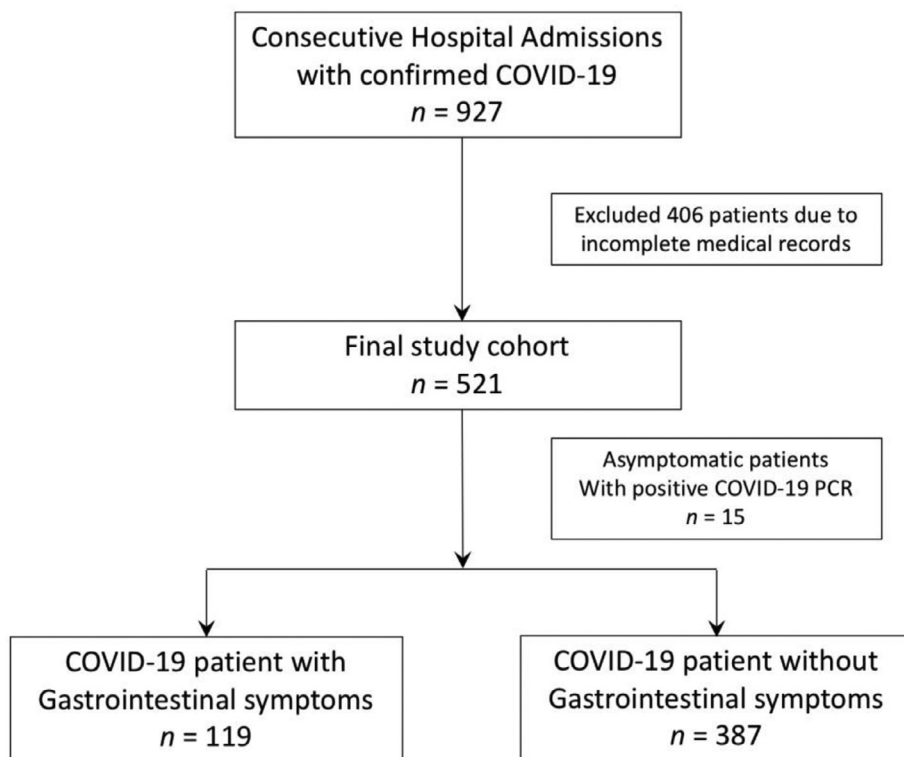 Consecutive Hospital Admissions
with confirmed COVID-19
n = 927
Excluded 406 patients due to
incomplete medical records
Final study cohort
n = 521
Asymptomatic patients
With positive COVID-19 PCR
n = 15
COVID-19 patient with
Gastrointestinal symptoms
n = 119
COVID-19 patient without
Gastrointestinal symptoms
n = 387